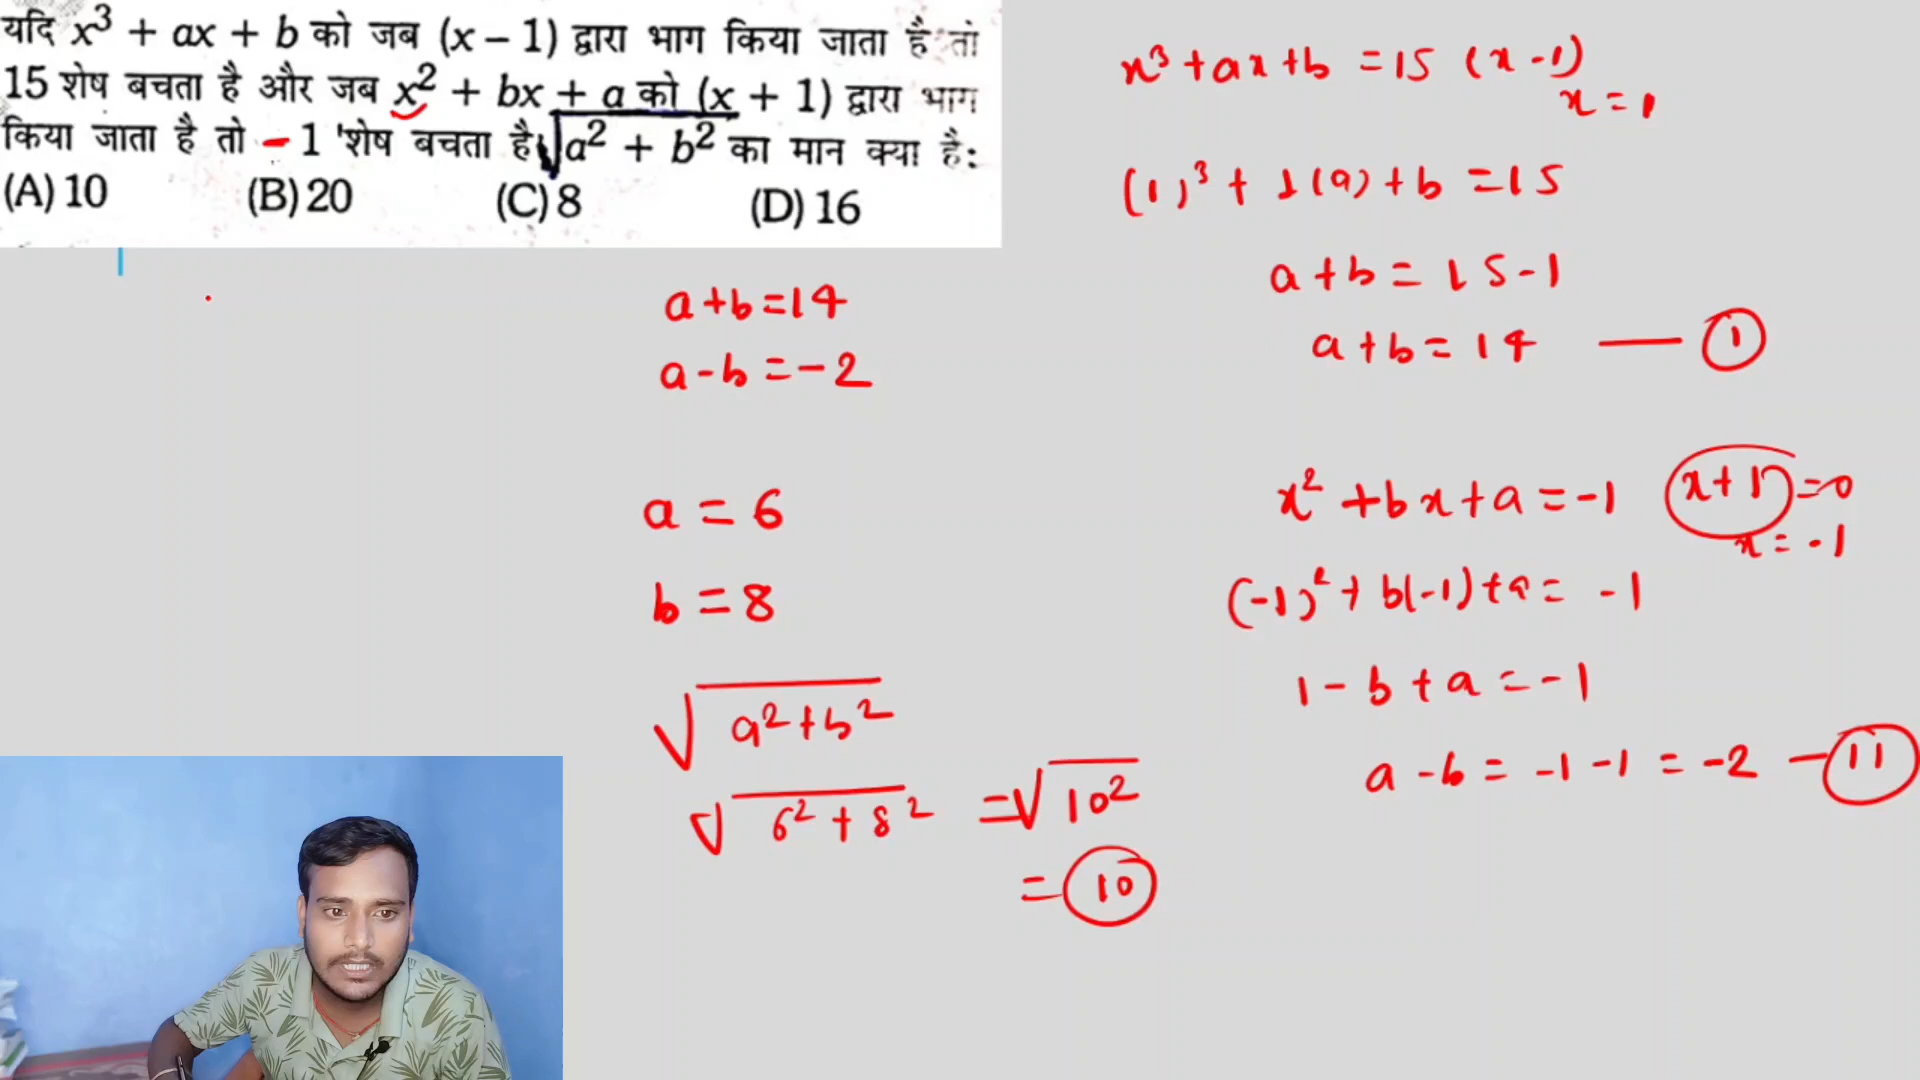 यदि x³ + ax + b को जब (x – 1) द्वारा भाग किया जाता है तो
15 शेष बचता है और जब x² + bx + a को (x + 1) द्वारा भाग
किया जाता है तो - 1 'शेष बचता है। √a² + b² का मान क्या है:
(A) 10 (B) 20 (C) 8 (D) 16
a+b=14
a-b=-2
a = 6
b = 8
√a²+b²
√6²+8² = √10²
= 10
x³+ax+b =15 (x-1)
x=1
(1)³+1(a)+b=15
a+b=15-1
a+b=14 — 1
x²+bx+a=-1 x+1=0
x=-1
(-1)²+b(-1)+a=-1
1-b+a=-1
a-b=-1-1=-2 — 11